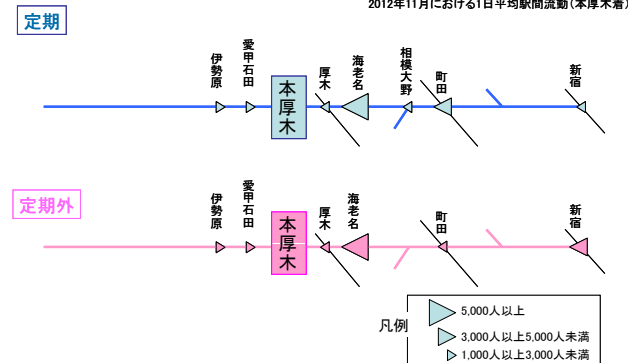 2012年11月における1日平均駅間流動(本厚木着)
定期
伊勢原
愛甲石田
本厚木
厚木
海老名
相模大野
町田
新宿
定期外
伊勢原
愛甲石田
本厚木
厚木
海老名
町田
新宿
凡例
5,000人以上
3,000人以上5,000人未満
1,000人以上3,000人未満